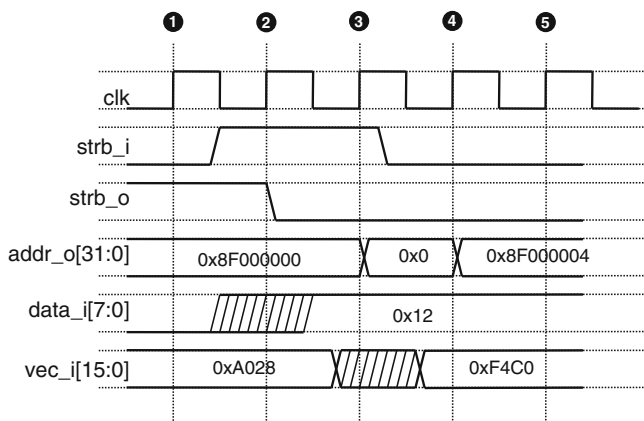 1 2 3 4 5
clk
strb_i
strb_o
addr_o[31:0] 0x8F000000 0x0 0x8F000004
data_i[7:0] 0x12
vec_i[15:0] 0xA028 0xF4C0